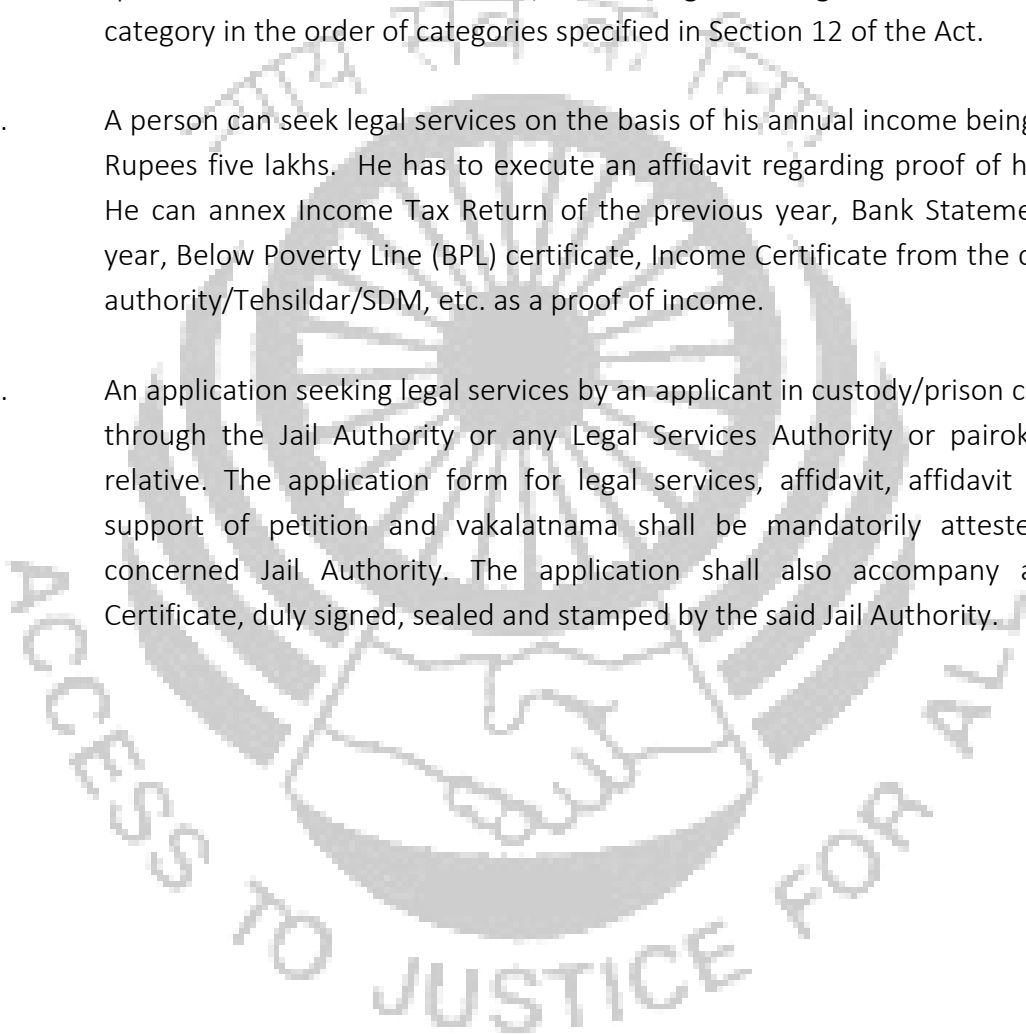 category in the order of categories specified in Section 12 of the Act.
. A person can seek legal services on the basis of his annual income being
Rupees five lakhs. He has to execute an affidavit regarding proof of
He can annex Income Tax Return of the previous year, Bank
year, Below Poverty Line (BPL) certificate, Income Certificate from the
authority/Tehsildar/SDM, etc. as a proof of income.
. An application seeking legal services by an applicant in custody/prison
through the Jail Authority or any Legal Services Authority or
relative. The application form for legal services, affidavit, affidavit
support of petition and vakalatnama shall be mandatorily
concerned Jail Authority. The application shall also accompany
Certificate, duly signed, sealed and stamped by the said Jail Authority.
ACCESS TO JUSTICE FOR